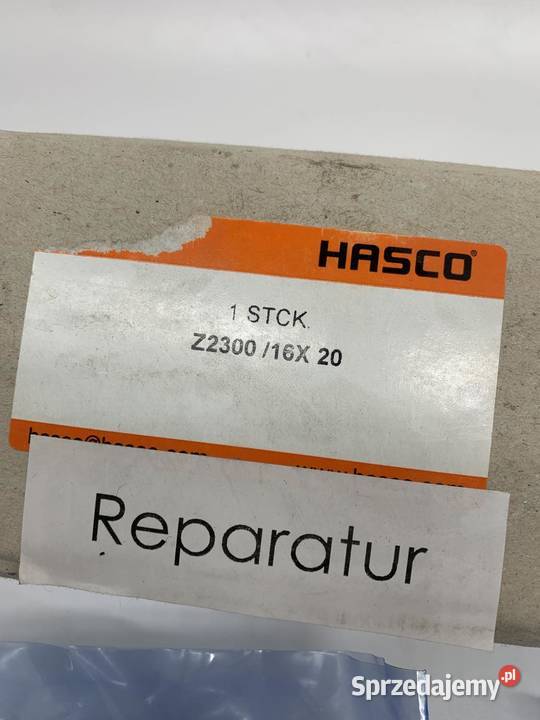 HASCO®
1 STCK.
Z2300 /16X 20
Reparatur
Sprzedajemy.pl